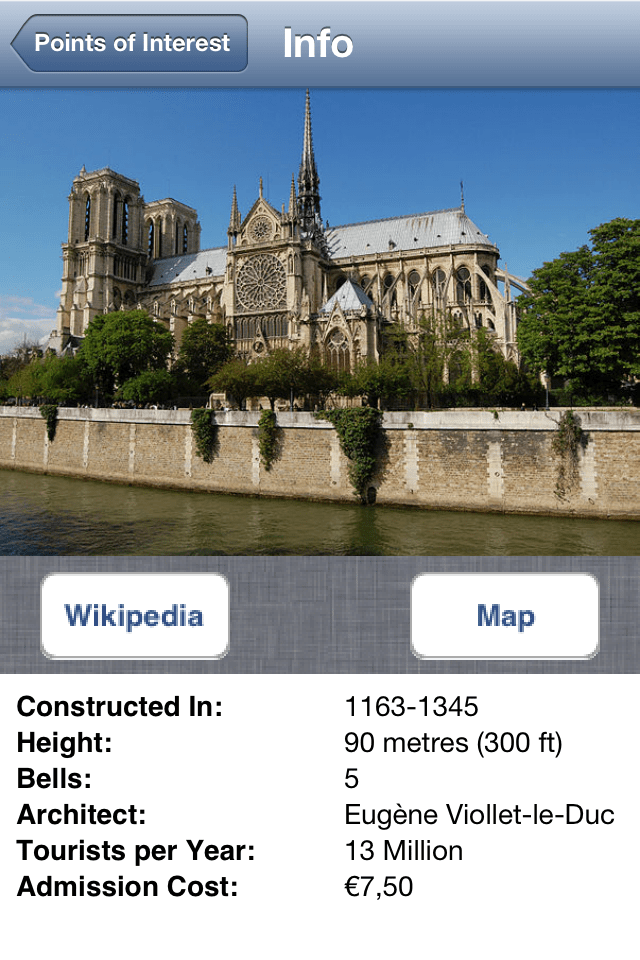 Points of Interest
Info
Wikipedia
Map
Constructed In: 1163-1345
Height: 90 metres (300 ft)
Bells: 5
Architect: Eugène Viollet-le-Duc
Tourists per Year: 13 Million
Admission Cost: €7,50